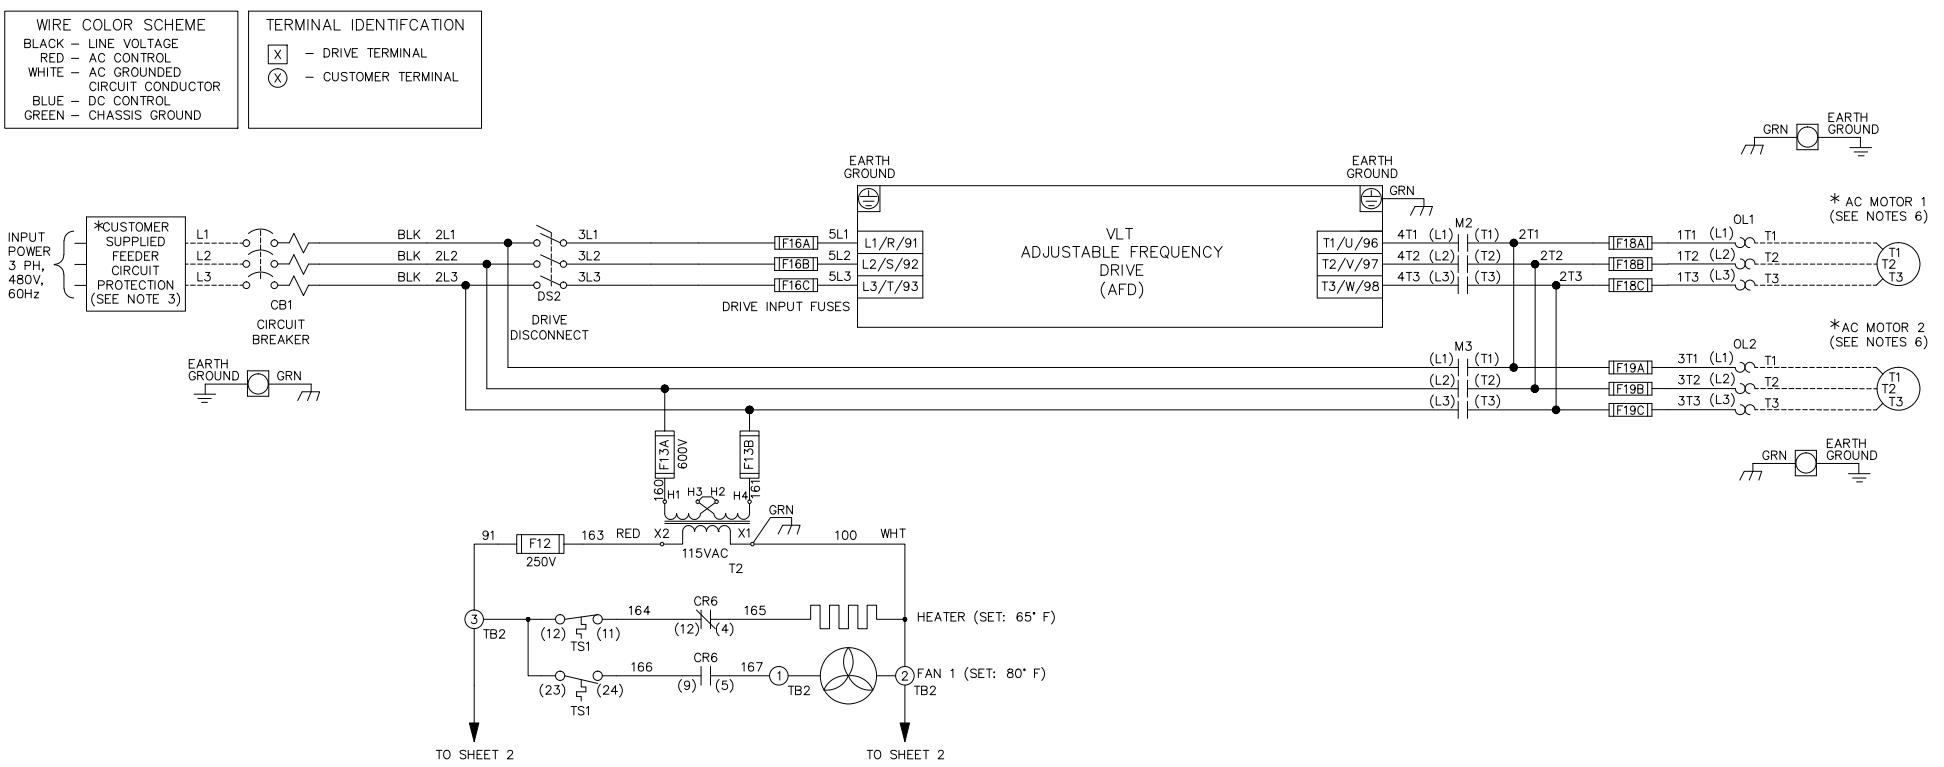 WIRE COLOR SCHEME
BLACK – LINE VOLTAGE
RED – AC CONTROL
WHITE – AC GROUNDED
CIRCUIT CONDUCTOR
BLUE – DC CONTROL
GREEN – CHASSIS GROUND
TERMINAL IDENTIFCATION
X – DRIVE TERMINAL
X – CUSTOMER TERMINAL
INPUT
POWER
3 PH,
480V,
60Hz
*CUSTOMER
SUPPLIED
FEEDER
CIRCUIT
PROTECTION
(SEE NOTE 3)
L1
L2
L3
CB1
CIRCUIT
BREAKER
BLK 2L1
BLK 2L2
BLK 2L3
DS2
DRIVE
DISCONNECT
3L1
3L2
3L3
F16A
F16B
F16C
DRIVE INPUT FUSES
5L1
5L2
5L3
EARTH
GROUND
L1/R/91
L2/S/92
L3/T/93
VLT
ADJUSTABLE FREQUENCY
DRIVE
(AFD)
EARTH
GROUND
GRN
T1/U/96
T2/V/97
T3/W/98
M2
4T1 (L1) (T1) 2T1
4T2 (L2) (T2) 2T2
4T3 (L3) (T3) 2T3
F18A
F18B
F18C
OL1
1T1 (L1) T1
1T2 (L2) T2
1T3 (L3) T3
GRN
EARTH
GROUND
* AC MOTOR 1
(SEE NOTES 6)
T1
T2
T3
M3
(L1) (T1)
(L2) (T2)
(L3) (T3)
F19A
F19B
F19C
OL2
3T1 (L1) T1
3T2 (L2) T2
3T3 (L3) T3
*AC MOTOR 2
(SEE NOTES 6)
T1
T2
T3
GRN
EARTH
GROUND
EARTH
GROUND
GRN
F13A
600V
F13B
160
161
H1 H3 H2 H4
GRN
91
F12
250V
163 RED X2
X1
115VAC
T2
100 WHT
3
TB2
(12) (11)
TS1
164
CR6
(12) (4)
165
HEATER (SET: 65° F)
(23) (24)
TS1
166
CR6
(9) (5)
167
1
TB2
2
TB2
FAN 1 (SET: 80° F)
TO SHEET 2
TO SHEET 2